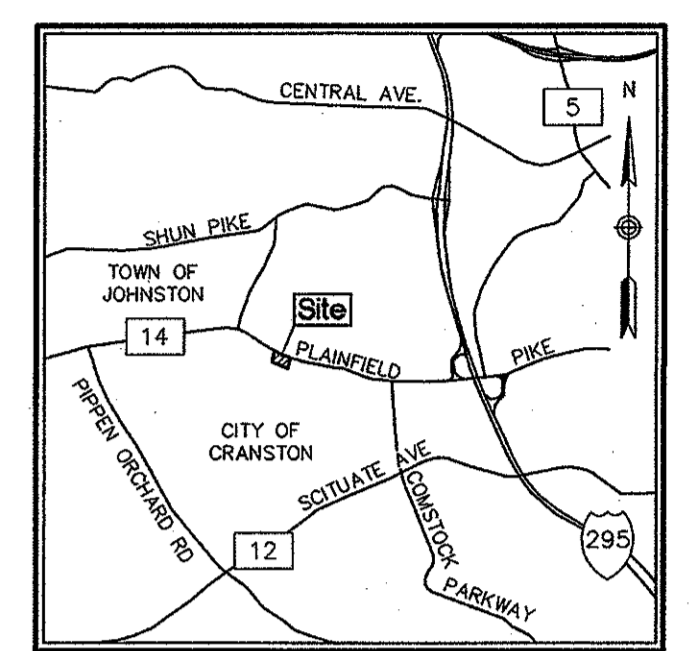 CENTRAL AVE.
5
N
SHUN PIKE
TOWN OF
JOHNSTON
Site
14
PLAINFIELD
PIKE
PIPPEN ORCHARD RD
CITY OF
CRANSTON
SCITUATE AVE
COMSTOCK
PARKWAY
12
295